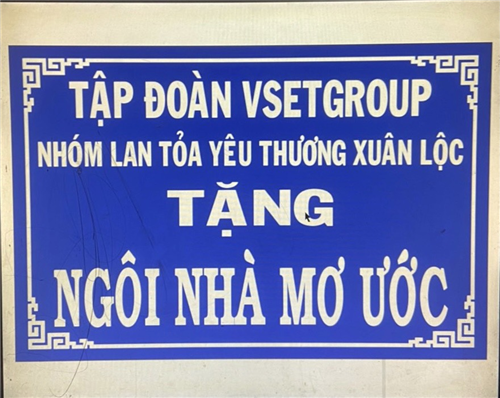 TẬP ĐOÀN VSETGROUP
NHÓM LAN TỎA YÊU THƯƠNG XUÂN LỘC
TẶNG
NGÔI NHÀ MƠ ƯỚC